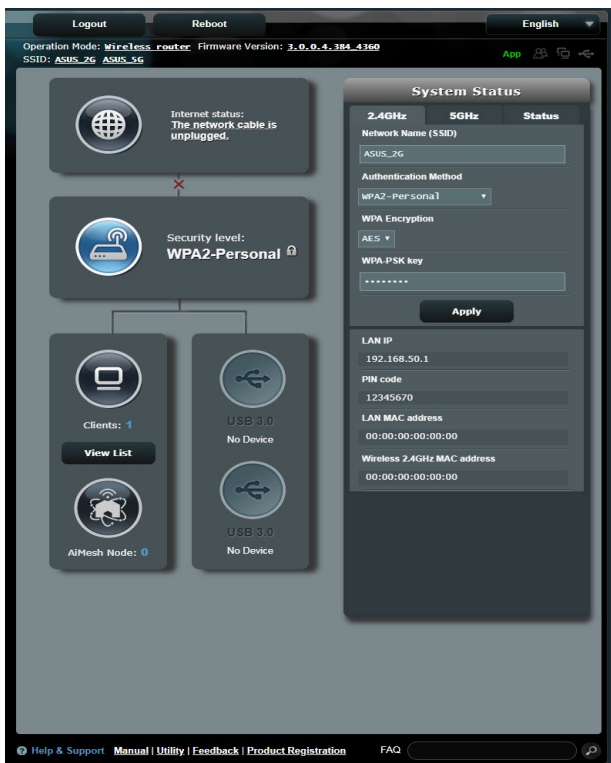 Logout
Reboot
English
Operation Mode: Wireless router Firmware Version: 3.0.0.4.384_4360
SSID: ASUS_2G ASUS_5G
App
Internet status:
The network cable is
unplugged.
Security level:
WPA2-Personal
Clients: 1
View List
AiMesh Node: 0
USB 3.0
No Device
USB 3.0
No Device
System Status
2.4GHz 5GHz Status
Network Name (SSID)
ASUS_2G
Authentication Method
WPA2-Personal
WPA Encryption
AES
WPA-PSK key
••••••••
Apply
LAN IP
192.168.50.1
PIN code
12345670
LAN MAC address
00:00:00:00:00:00
Wireless 2.4GHz MAC address
00:00:00:00:00:00
Help & Support Manual | Utility | Feedback | Product Registration
FAQ